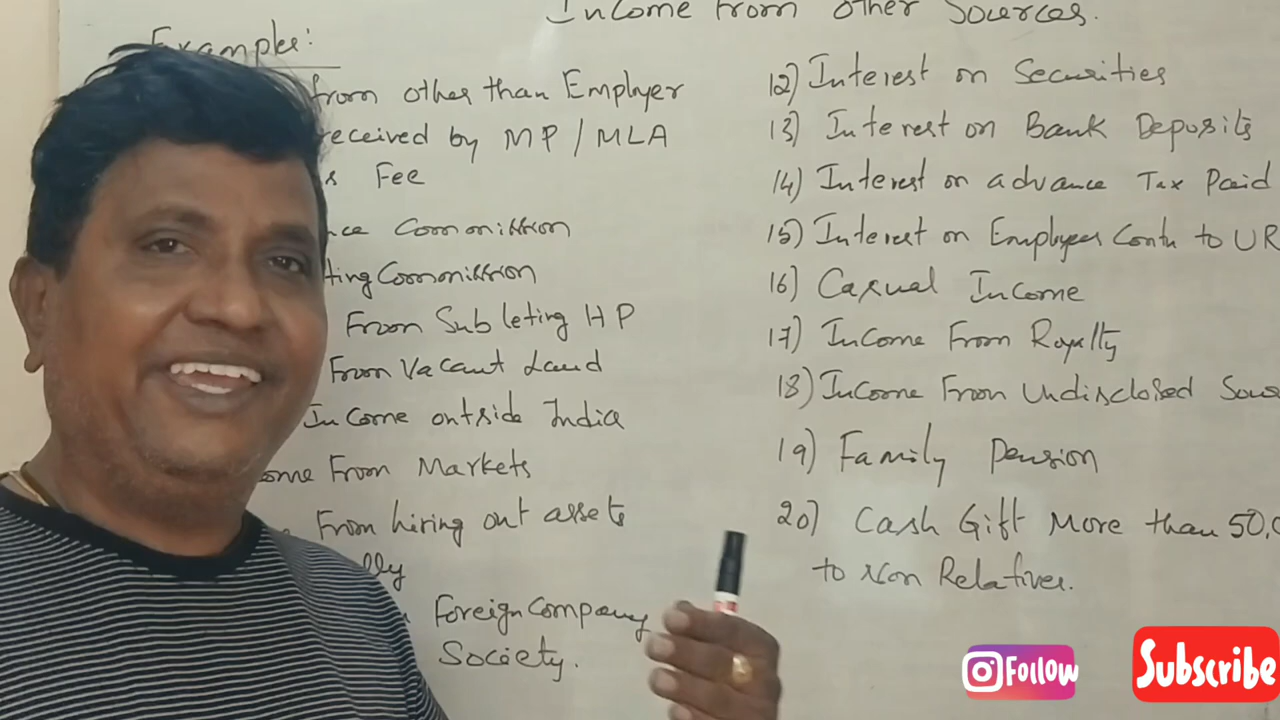 Income From Other Sources.
Examples:
from other than Employer
received by MP / MLA
s Fee
nce Commission
ting Commission
From Subleting HP
From Vacant Land
Income outside India
ome From Markets
From hiring out assets
lly
Foreign Company
Society.
12) Interest on Securities
13) Interest on Bank Deposits
14) Interest on advance Tax Paid
15) Interest on Employees Contn to UR
16) Casual Income
17) Income From Royalty
18) Income From Undisclosed Sou
19) Family Pension
20) Cash Gift More than 50,0
to Non Relatives.
Follow
Subscribe